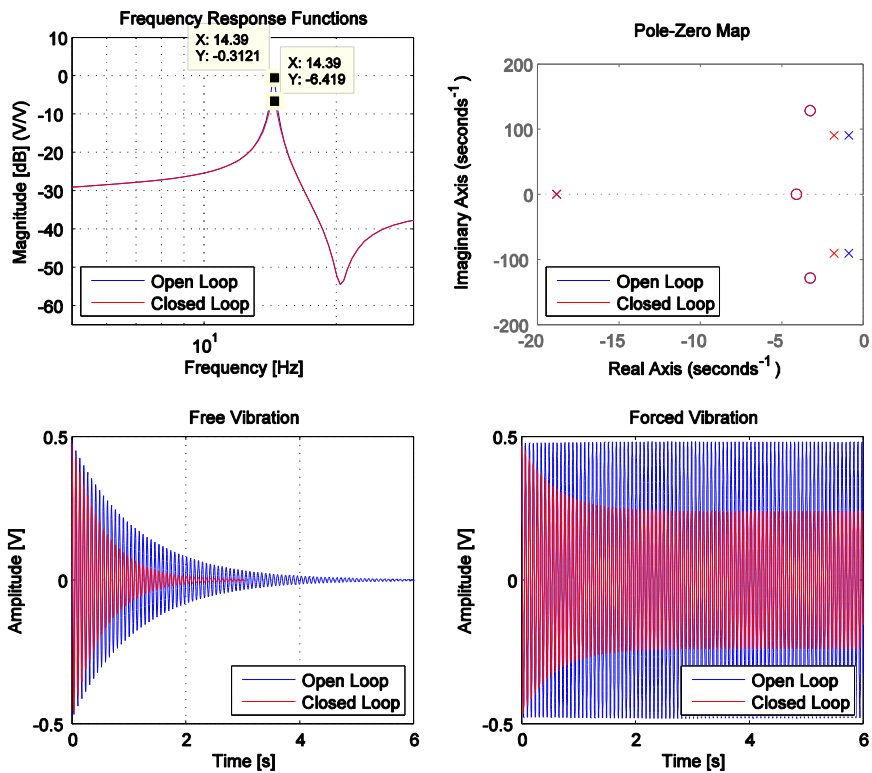 Frequency Response Functions
X: 14.39
Y: -0.3121
X: 14.39
Y: -6.419
10
0
-10
-20
-30
-40
-50
-60
Magnitude [dB] (V/V)
Open Loop
Closed Loop
10^1
Frequency [Hz]
Pole-Zero Map
200
100
0
-100
-200
Imaginary Axis (seconds^-1)
Open Loop
Closed Loop
-20
-15
-10
-5
0
Real Axis (seconds^-1)
Free Vibration
0.5
0
-0.5
Amplitude [V]
Open Loop
Closed Loop
0
2
4
6
Time [s]
Forced Vibration
0.5
0
-0.5
Amplitude [V]
Open Loop
Closed Loop
0
2
4
6
Time [s]